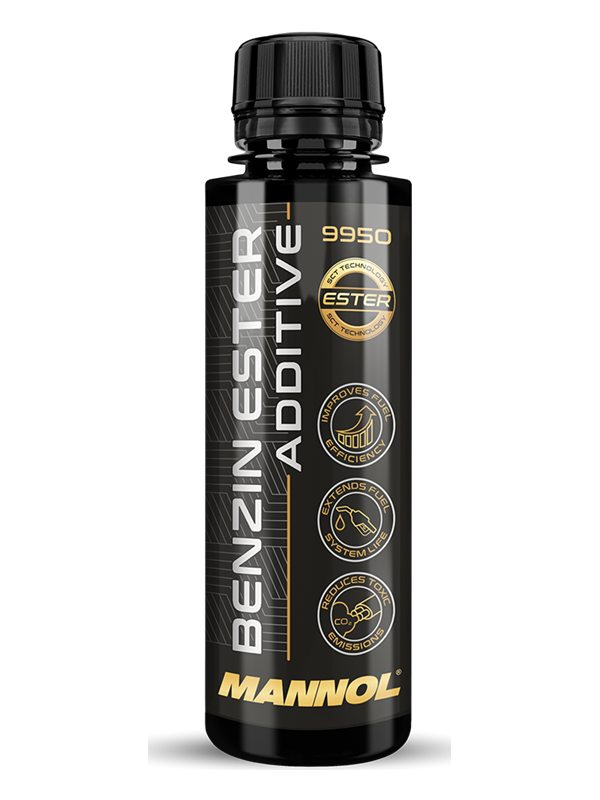 BENZIN ESTER
ADDITIVE
9950
SCT TECHNOLOGY
ESTER
SCT TECHNOLOGY
IMPROVES FUEL
EFFICIENCY
EXTENDS FUEL
SYSTEM LIFE
REDUCES TOXIC
CO₂
EMISSIONS
MANNOL®